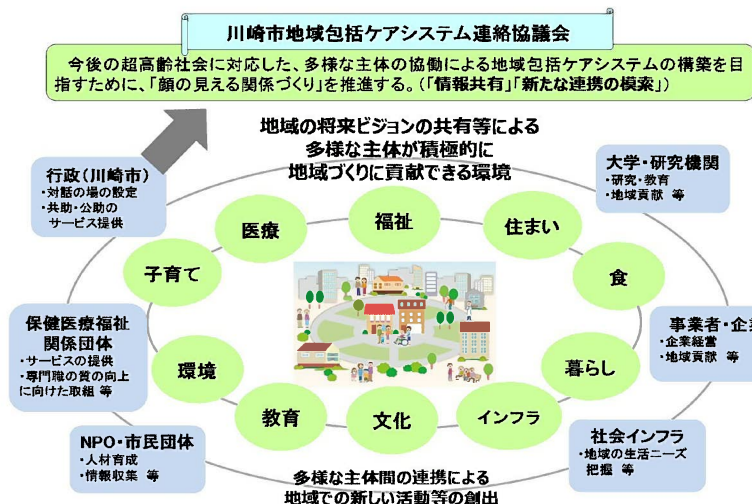 川崎市地域包括ケアシステム連絡協議会
今後の超高齢社会に対応した、多様な主体の協働による地域包括ケアシステムの構築を目
指すために、「顔の見える関係づくり」を推進する。(「情報共有」「新たな連携の模索」)
地域の将来ビジョンの共有等による
多様な主体が積極的に
地域づくりに貢献できる環境
行政(川崎市)
・対話の場の設定
・共助・公助の
サービス提供
大学・研究機関
・研究・教育
・地域貢献 等
医療
福祉
住まい
子育て
食
保健医療福祉
関係団体
・サービスの提供
・専門職の質の向上
に向けた取組 等
事業者・企
・企業経営
・地域貢献 等
環境
暮らし
教育
文化
インフラ
NPO・市民団体
・人材育成
・情報収集 等
社会インフラ
・地域の生活ニーズ
把握 等
多様な主体間の連携による
地域での新しい活動等の創出